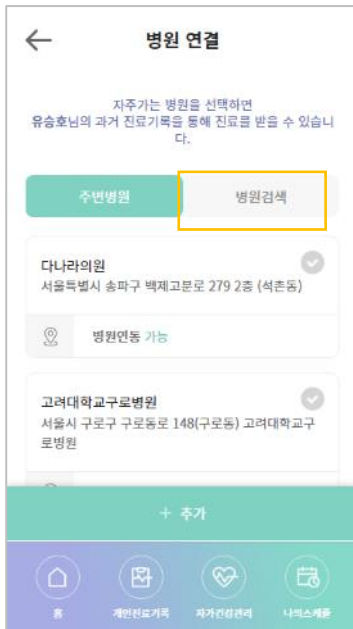 병원 연결
자주가는 병원을 선택하면
유승호님의 과거 진료기록을 통해 진료를 받을 수 있습니
다.
주변병원
병원검색
다나라의원
서울특별시 송파구 백제고분로 279 2층 (석촌동)
병원연동 가능
고려대학교구로병원
서울시 구로구 구로동로 148(구로동) 고려대학교구
로병원
+ 추가
홈
개인진료기록
자가건강관리
나의스케줄